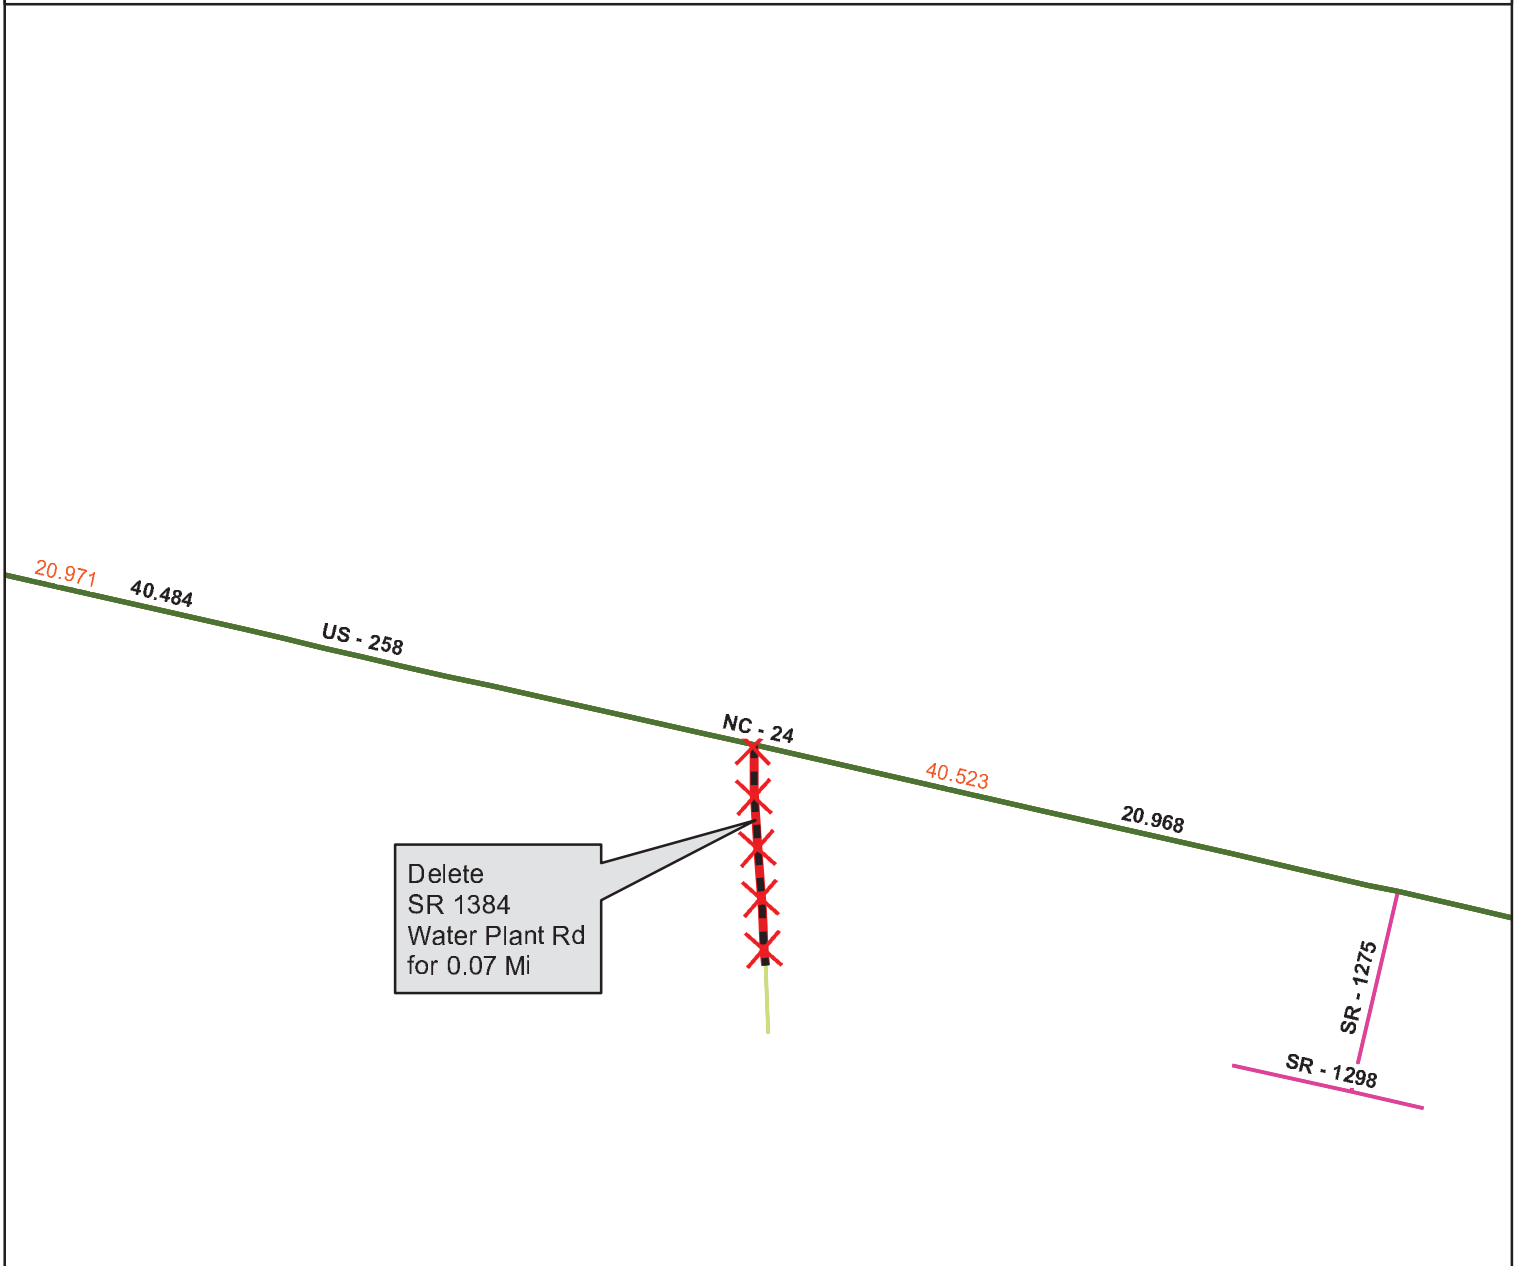 20.971
40.484
US - 258
NC - 24
40.523
20.968
Delete
SR 1384
Water Plant Rd
for 0.07 Mi
SR - 1275
SR - 1298